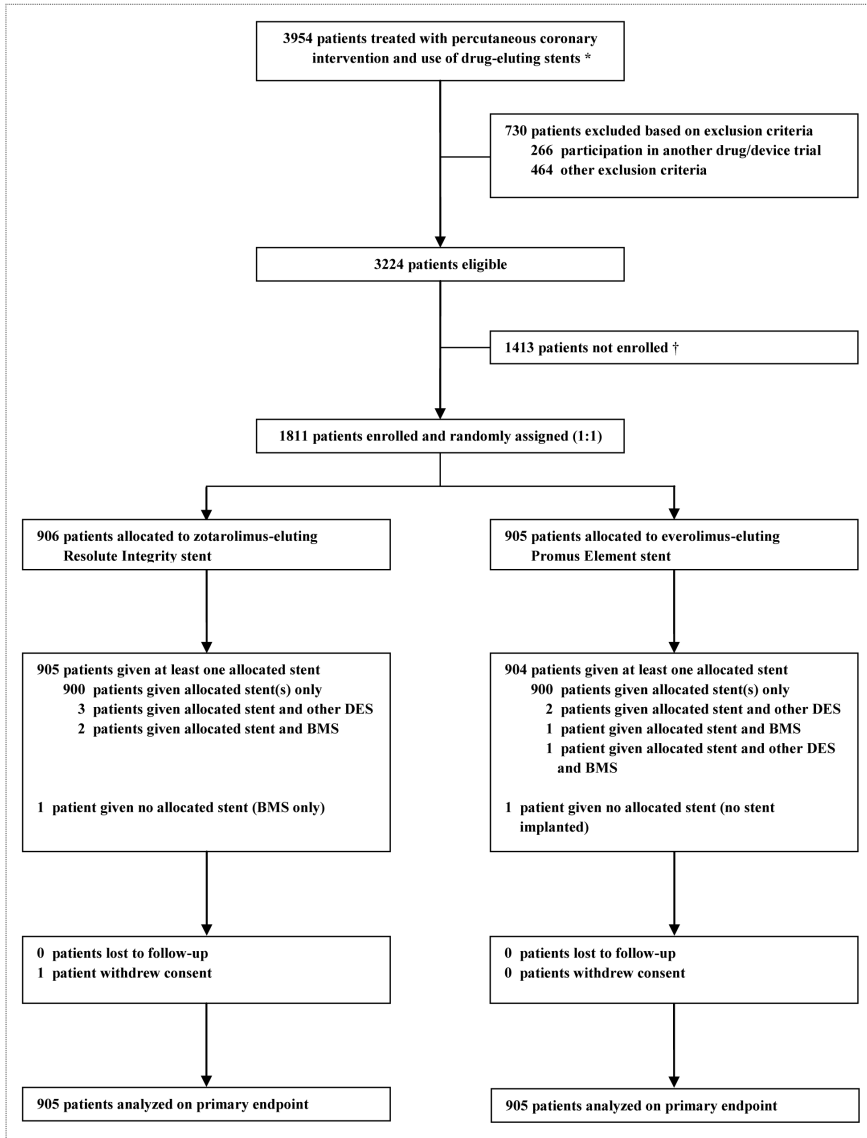 3954 patients treated with percutaneous coronary
intervention and use of drug-eluting stents *
730 patients excluded based on exclusion criteria
266 participation in another drug/device trial
464 other exclusion criteria
3224 patients eligible
1413 patients not enrolled †
1811 patients enrolled and randomly assigned (1:1)
906 patients allocated to zotarolimus-eluting
Resolute Integrity stent
905 patients allocated to everolimus-eluting
Promus Element stent
905 patients given at least one allocated stent
900 patients given allocated stent(s) only
3 patients given allocated stent and other DES
2 patients given allocated stent and BMS
1 patient given no allocated stent (BMS only)
904 patients given at least one allocated stent
900 patients given allocated stent(s) only
2 patients given allocated stent and other DES
1 patient given allocated stent and BMS
1 patient given allocated stent and other DES
and BMS
1 patient given no allocated stent (no stent
implanted)
0 patients lost to follow-up
1 patient withdrew consent
0 patients lost to follow-up
0 patients withdrew consent
905 patients analyzed on primary endpoint
905 patients analyzed on primary endpoint